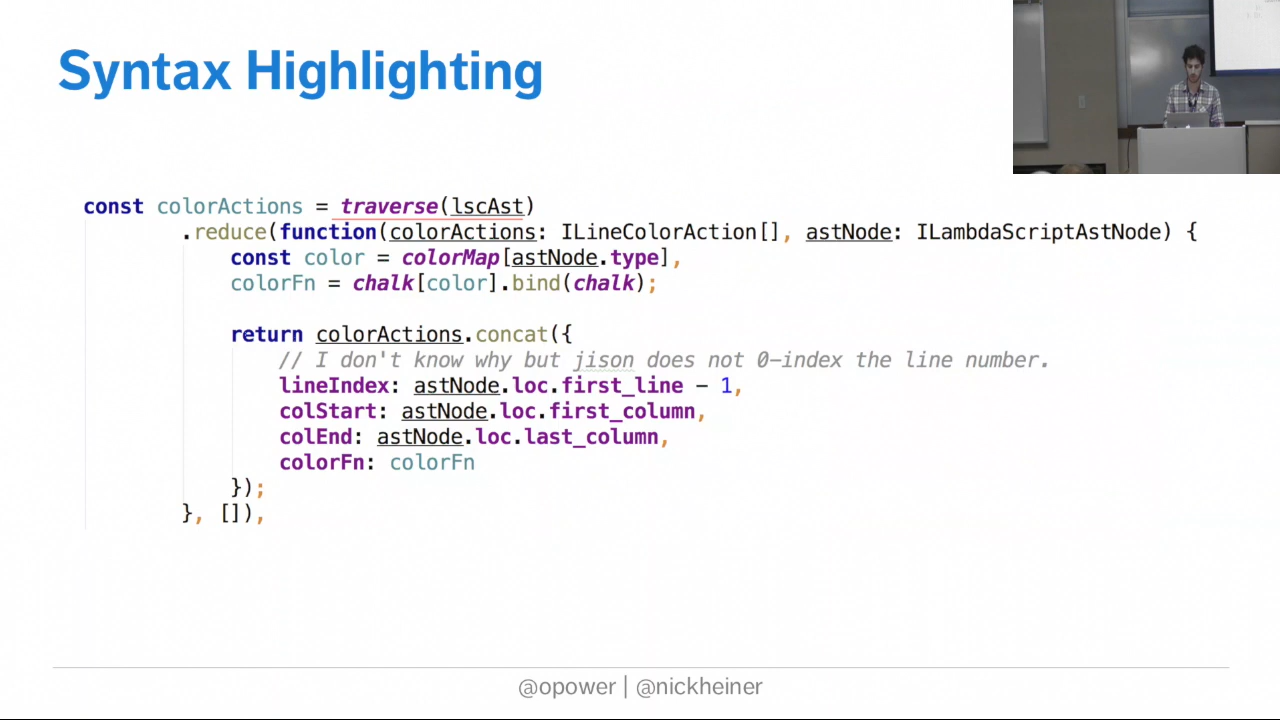 Syntax Highlighting
const colorActions = traverse(lscAst)
.reduce(function(colorActions: ILineColorAction[], astNode: ILambdaScriptAstNode) {
const color = colorMap[astNode.type],
colorFn = chalk[color].bind(chalk);
return colorActions.concat({
// I don't know why but jison does not 0-index the line number.
lineIndex: astNode.loc.first_line - 1,
colStart: astNode.loc.first_column,
colEnd: astNode.loc.last_column,
colorFn: colorFn
});
}, []),
@opower | @nickheiner